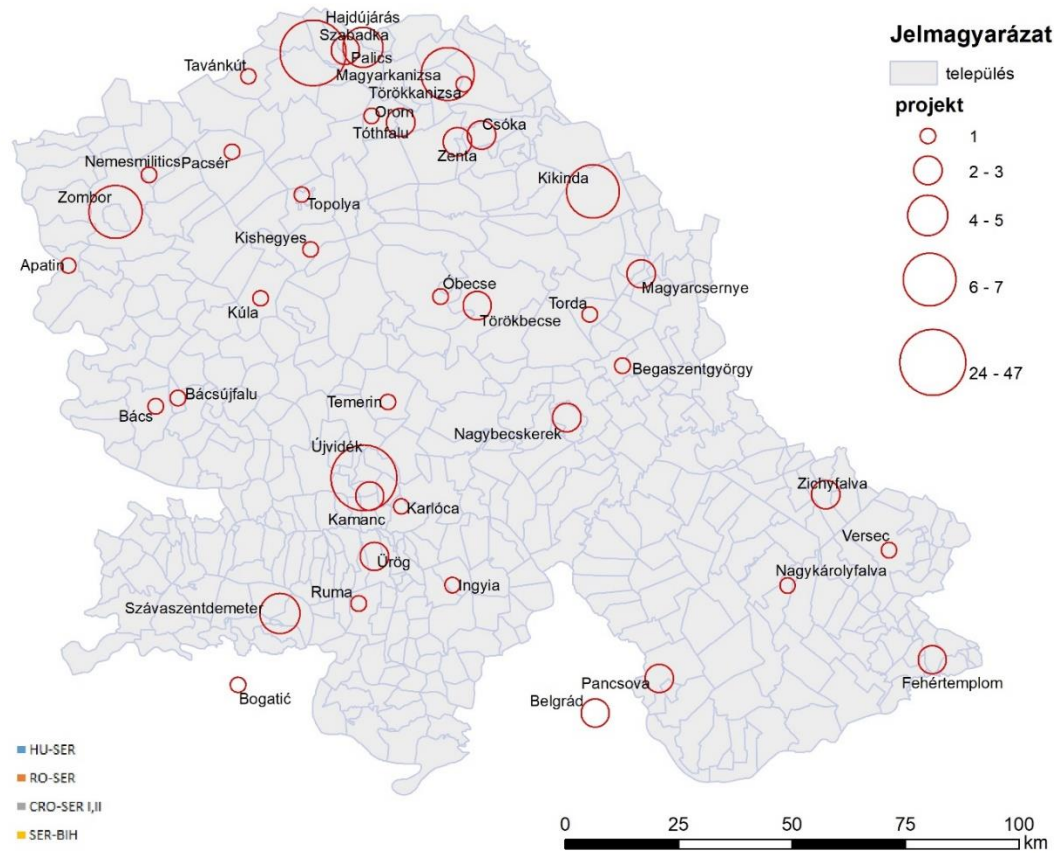 Hajdújárás
Szabadka
Palics
Tavánkút
Magyarkanizsa
Törökkanizsa
Orom
Tóthfalu
Csóka
Zenta
Nemesmilitics
Pacsér
Zombor
Kikinda
Topolya
Kishegyes
Apatin
Kúla
Óbecse
Törökbecse
Torda
Magyarcsernye
Begaszentgyörgy
Bácsújfalu
Bács
Temerin
Nagybecskerek
Újvidék
Kamanc
Karlóca
Zichyfalva
Versec
Nagykárolyfalva
Ürög
Ingyia
Ruma
Szávaszentdemeter
Bogatić
Pancsova
Belgrád
Fehértemplom
Jelmagyarázat
település
projekt
1
2 - 3
4 - 5
6 - 7
24 - 47
HU-SER
RO-SER
CRO-SER I,II
SER-BIH
0 25 50 75 100
km